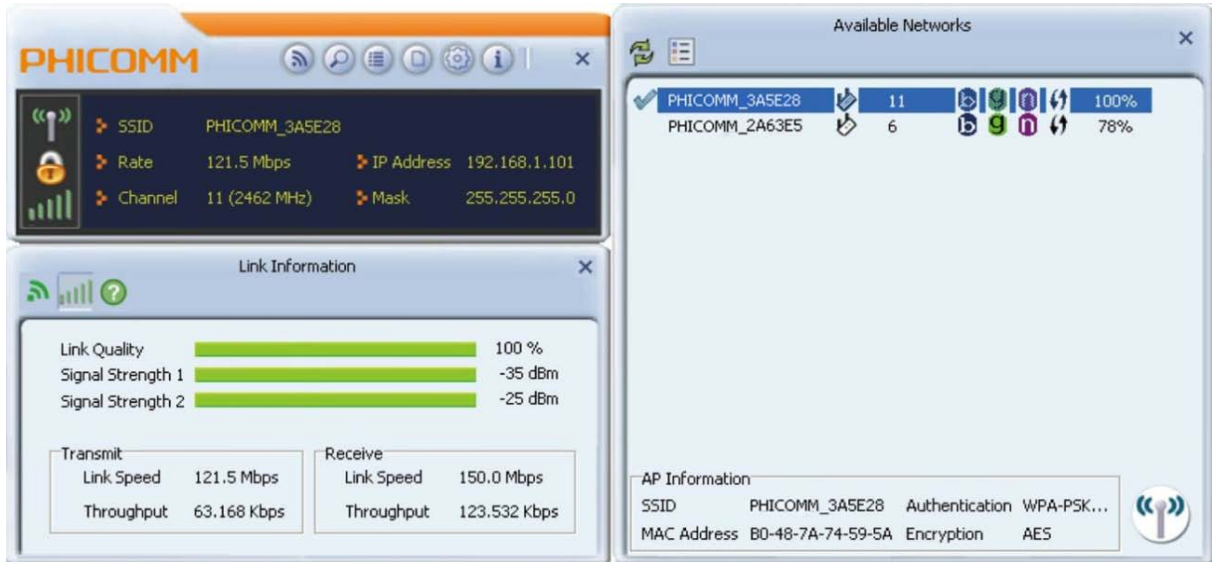 PHICOMM
SSID PHICOMM_3A5E28
Rate 121.5 Mbps IP Address 192.168.1.101
Channel 11 (2462 MHz) Mask 255.255.255.0
Link Information
Link Quality 100 %
Signal Strength 1 -35 dBm
Signal Strength 2 -25 dBm
Transmit
Link Speed 121.5 Mbps
Throughput 63.168 Kbps
Receive
Link Speed 150.0 Mbps
Throughput 123.532 Kbps
Available Networks
PHICOMM_3A5E28 11 b g n 100%
PHICOMM_2A63E5 6 b g n 78%
AP Information
SSID PHICOMM_3A5E28 Authentication WPA-PSK...
MAC Address B0-48-7A-74-59-5A Encryption AES